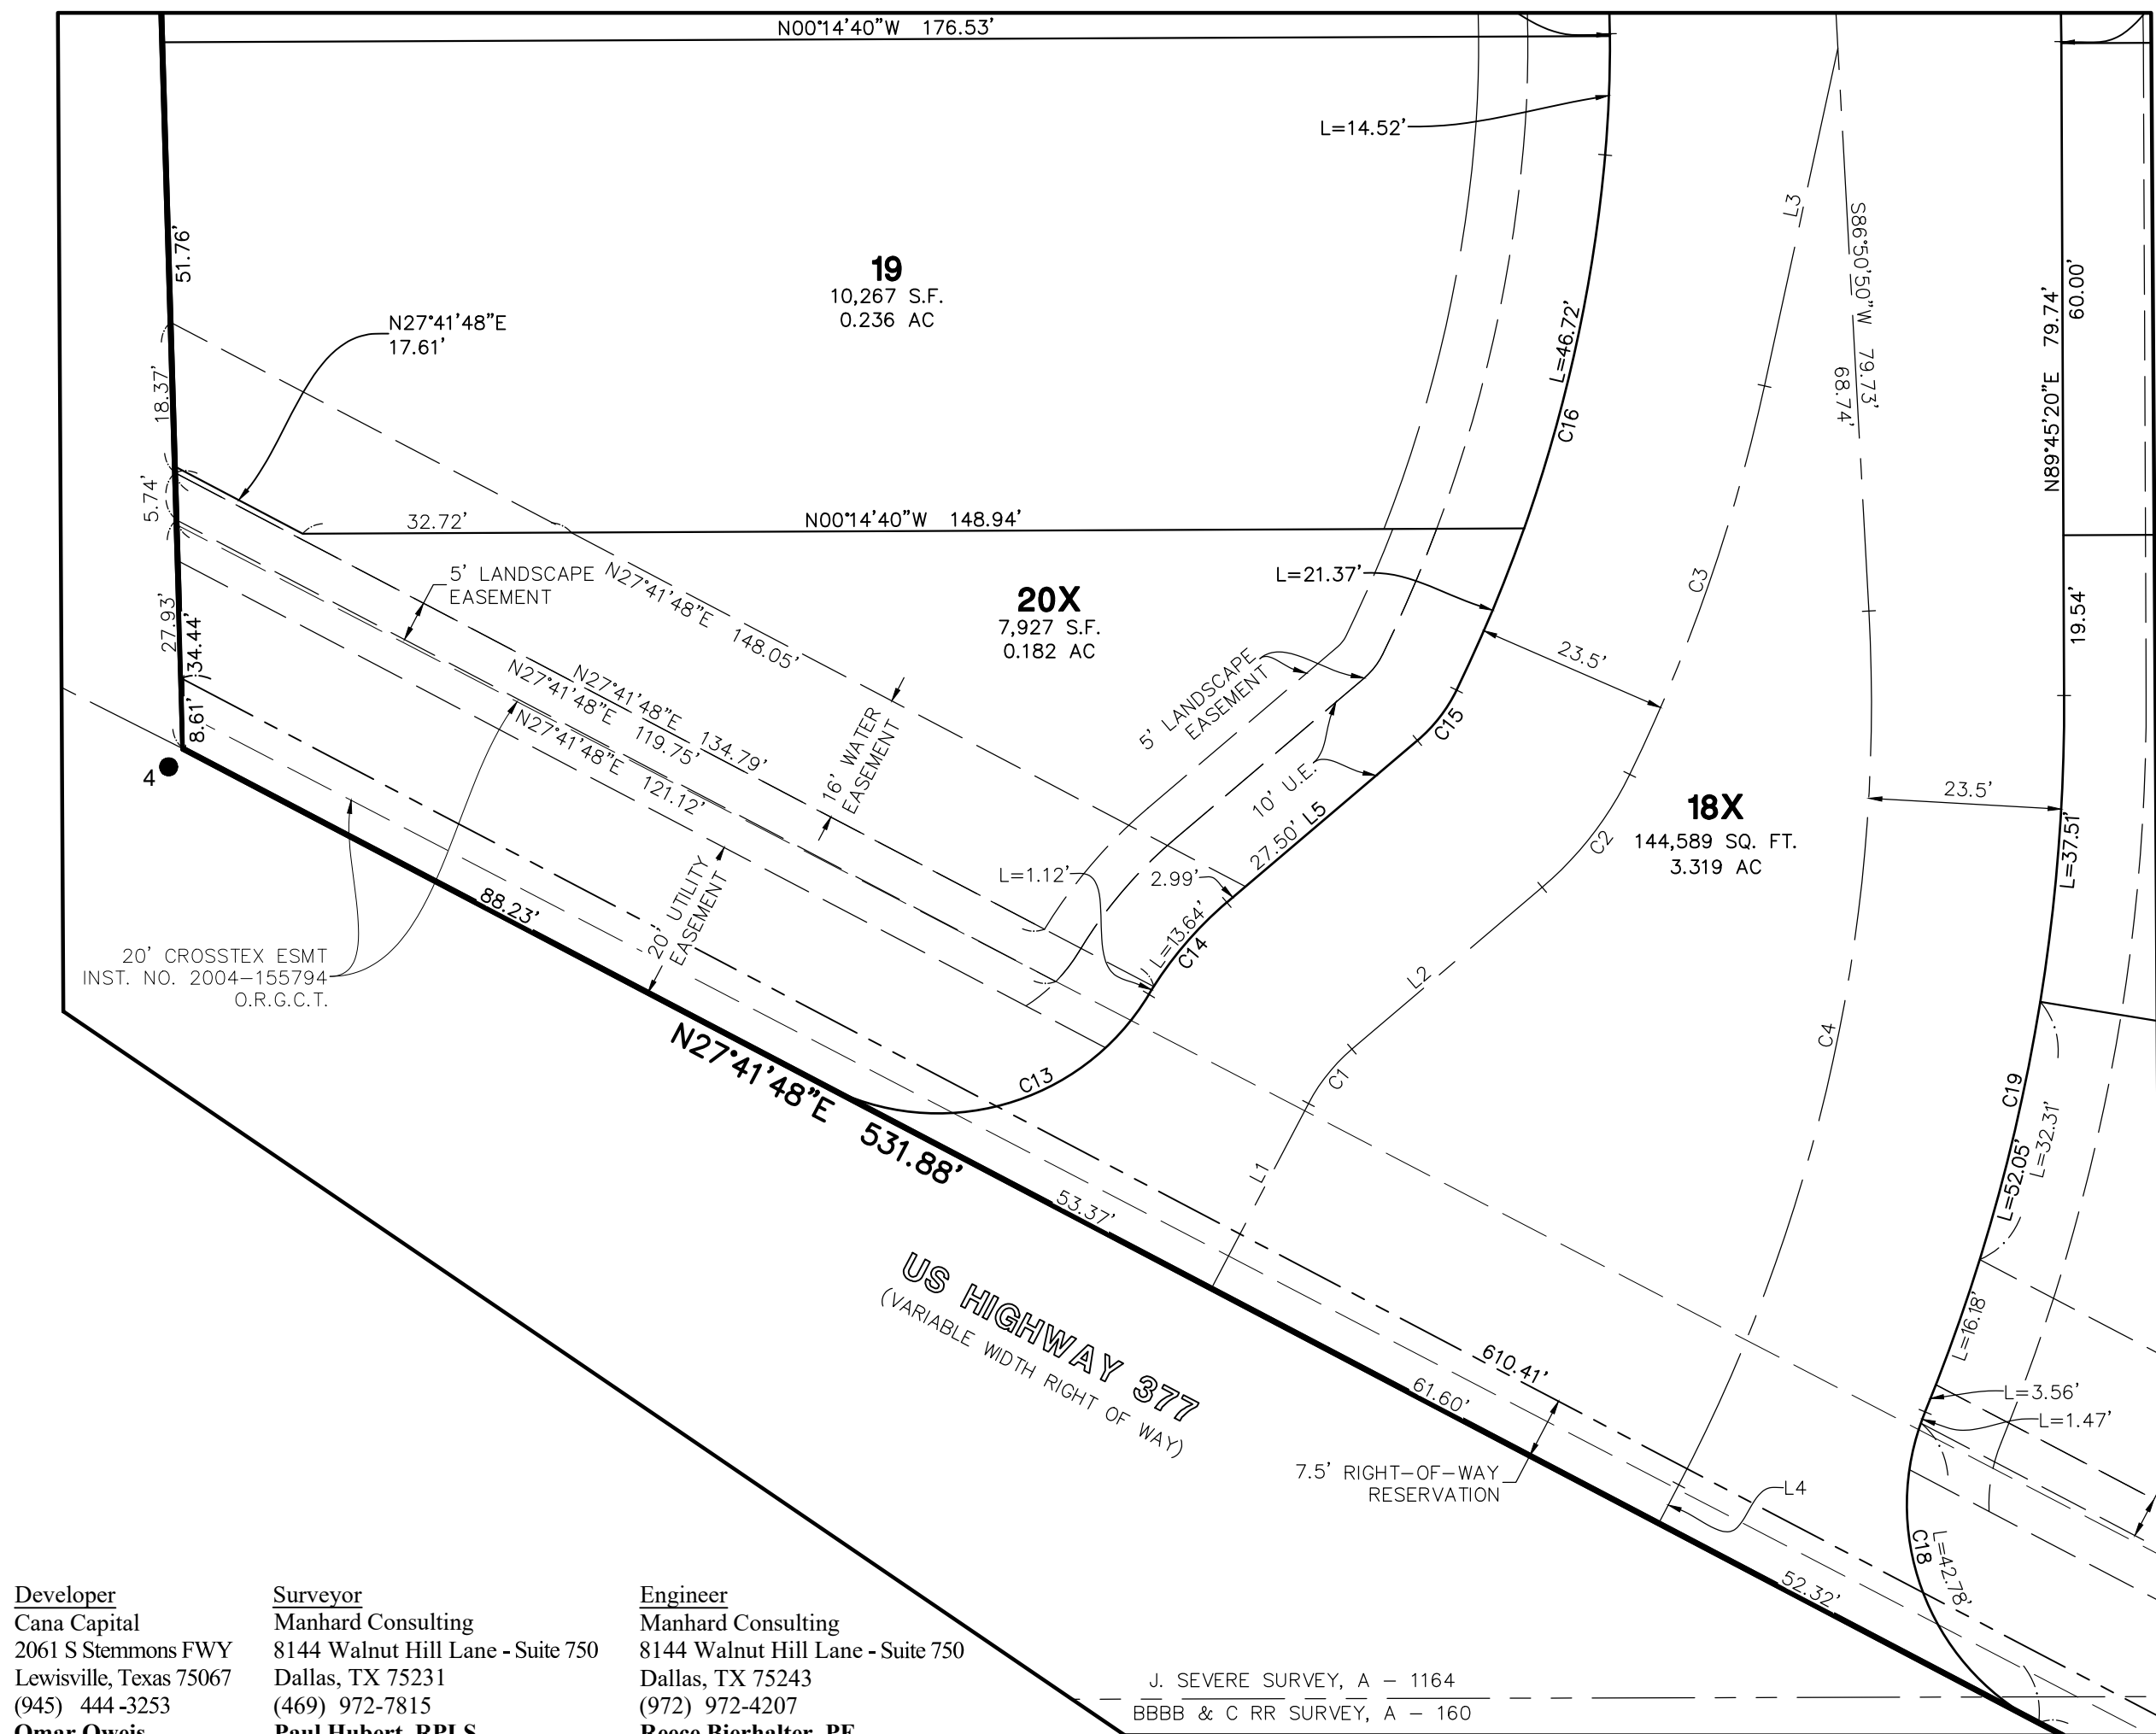 N00°14'40"W 176.53'
L=14.52'
51.76'
19
10,267 S.F.
0.236 AC
N27°41'48"E
17.61'
18.37'
L=46.72'
C16
L3
S86°50'50"W 79.73'
68.74'
N89°45'20"E 79.74'
60.00'
5.74'
32.72'
N00°14'40"W 148.94'
5' LANDSCAPE
EASEMENT
N27°41'48"E 148.05'
20X
7,927 S.F.
0.182 AC
L=21.37'
C3
23.5'
19.54'
27.93'
34.44'
8.61'
4
N27°41'48"E 134.79'
N27°41'48"E 119.75'
N27°41'48"E 121.12'
16' WATER
EASEMENT
5' LANDSCAPE
EASEMENT
10' U.E.
C15
27.50' L5
18X
144,589 SQ. FT.
3.319 AC
23.5'
L=37.51'
C2
L=1.12'
2.99'
L=13.64'
C14
88.23'
20' UTILITY
EASEMENT
20' CROSSTEX ESMT
INST. NO. 2004-155794
O.R.G.C.T.
L2
C4
C1
C13
C19
L=32.31'
L=52.05'
N27°41'48"E 531.88'
L1
53.37'
US HIGHWAY 377
(VARIABLE WIDTH RIGHT OF WAY)
610.41'
61.60'
L=16.18'
L=3.56'
L=1.47'
7.5' RIGHT-OF-WAY
RESERVATION
L4
C18
L=42.78'
52.32'
Developer
Cana Capital
2061 S Stemmons FWY
Lewisville, Texas 75067
(945) 444-3253
Omar Oweis
Surveyor
Manhard Consulting
8144 Walnut Hill Lane - Suite 750
Dallas, TX 75231
(469) 972-7815
Paul Hubert, RPLS
Engineer
Manhard Consulting
8144 Walnut Hill Lane - Suite 750
Dallas, TX 75243
(972) 972-4207
Reece Bierhalter, PE
J. SEVERE SURVEY, A - 1164
BBBB & C RR SURVEY, A - 160